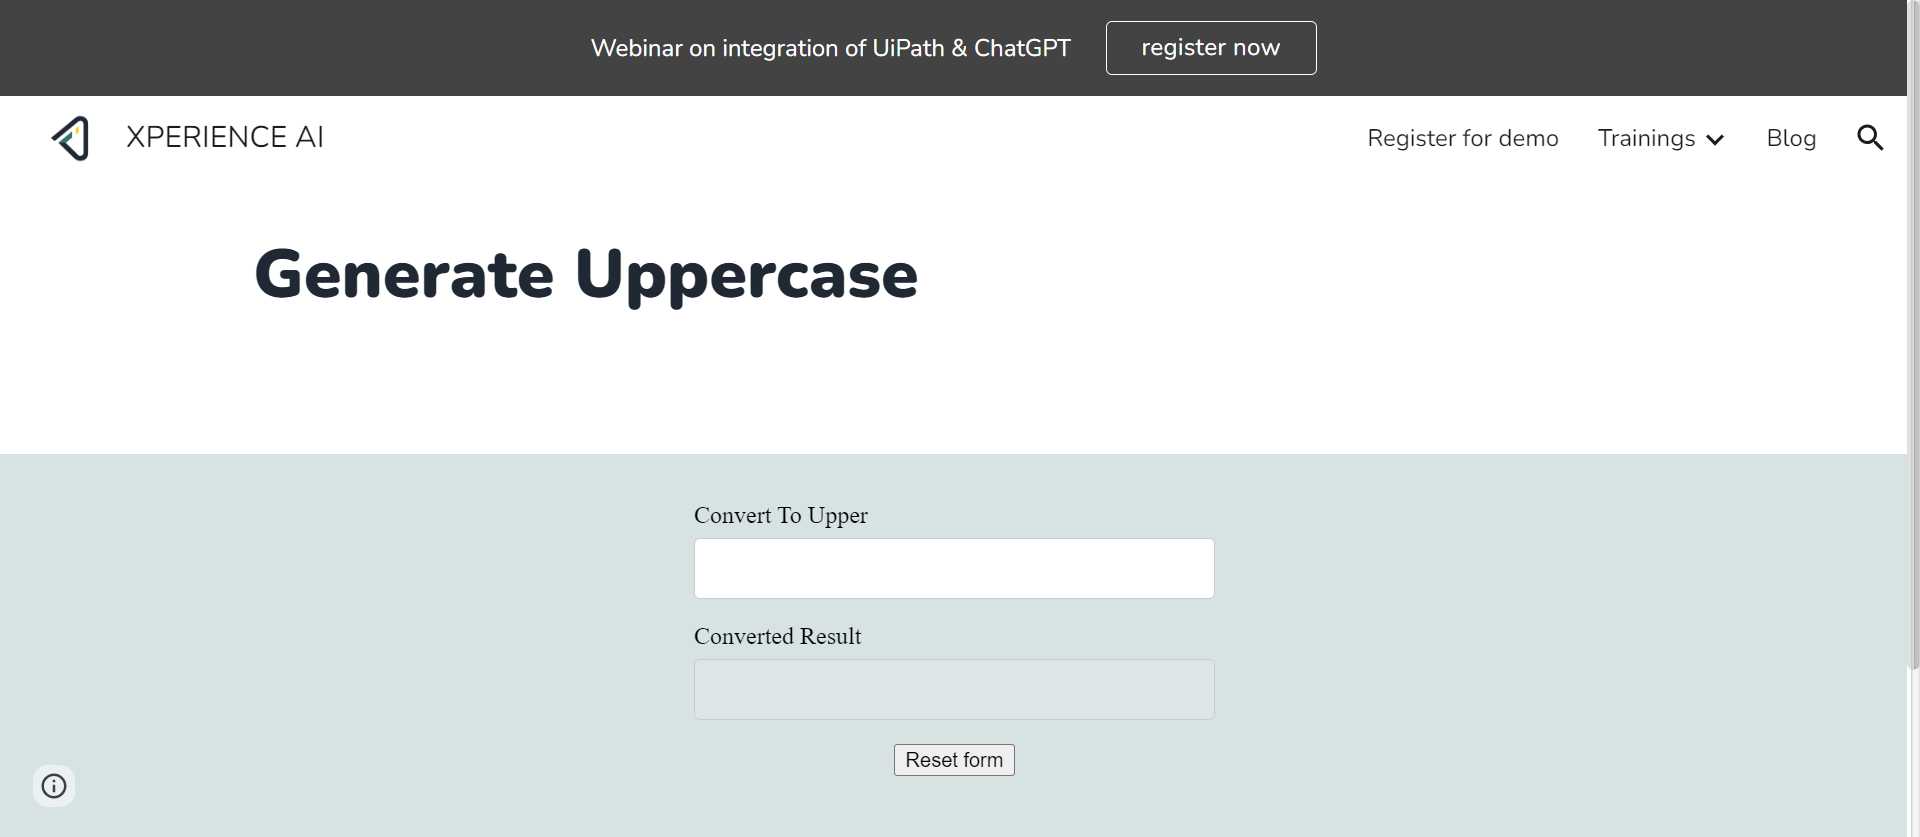 Webinar on integration of UiPath & ChatGPT register now
XPERIENCE AI Register for demo Trainings Blog
Generate Uppercase
Convert To Upper
Converted Result
Reset form